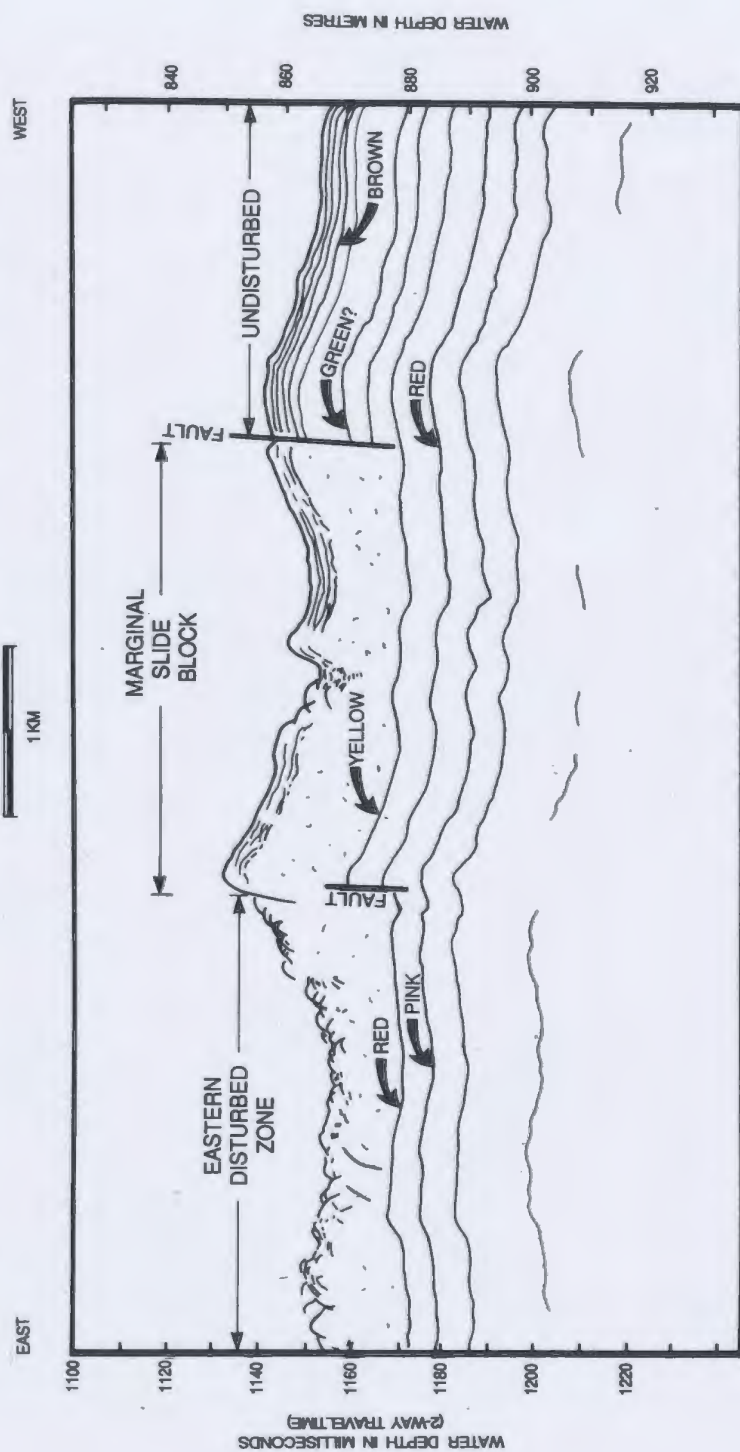 EAST
WEST
1 KM
MARGINAL
SLIDE
BLOCK
EASTERN
DISTURBED
ZONE
UNDISTURBED
FAULT
GREEN?
BROWN
YELLOW
RED
FAULT
RED
PINK
WATER DEPTH IN MILLISECONDS
(2-WAY TRAVELTIME)
1100
1120
1140
1160
1180
1200
1220
WATER DEPTH IN METRES
840
860
880
900
920